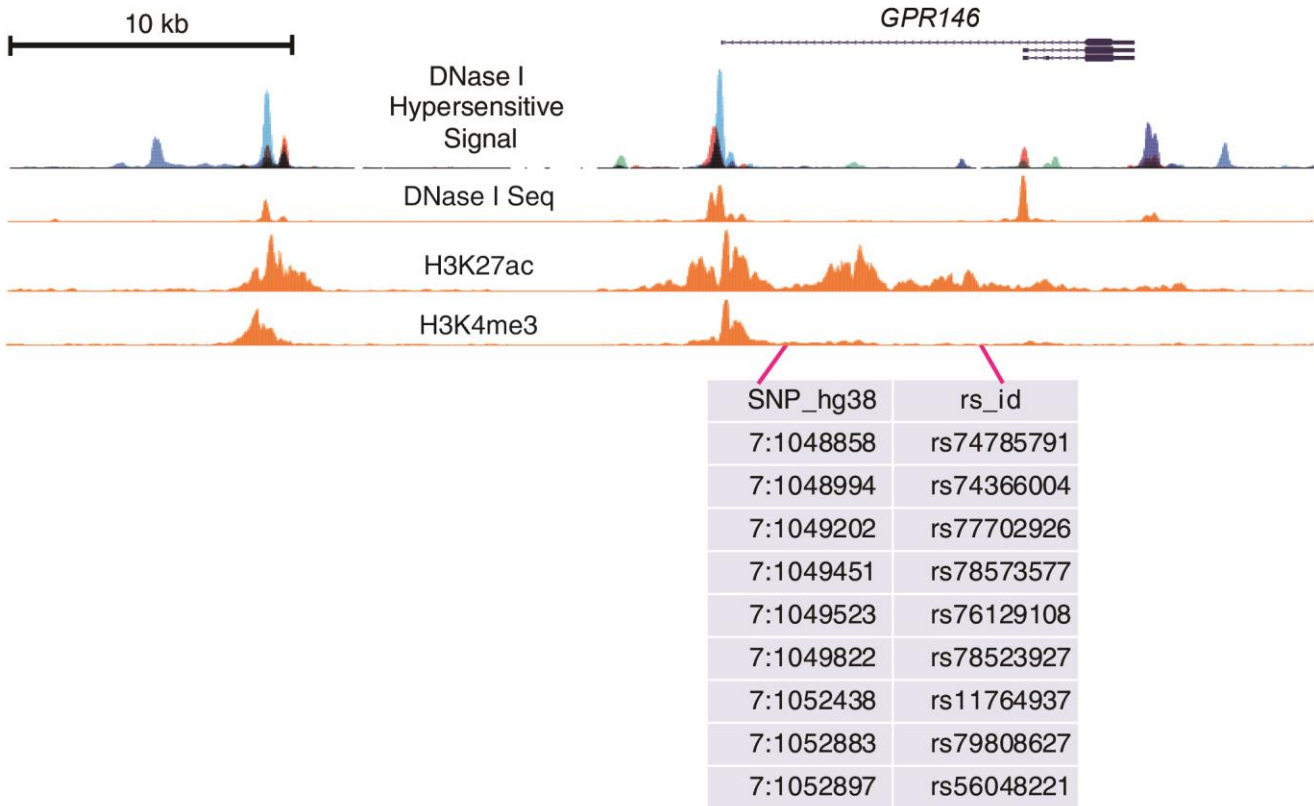 10 kb
GPR146
DNase I
Hypersensitive
Signal
DNase I Seq
H3K27ac
H3K4me3
SNP_hg38 rs_id
7:1048858 rs74785791
7:1048994 rs74366004
7:1049202 rs77702926
7:1049451 rs78573577
7:1049523 rs76129108
7:1049822 rs78523927
7:1052438 rs11764937
7:1052883 rs79808627
7:1052897 rs56048221